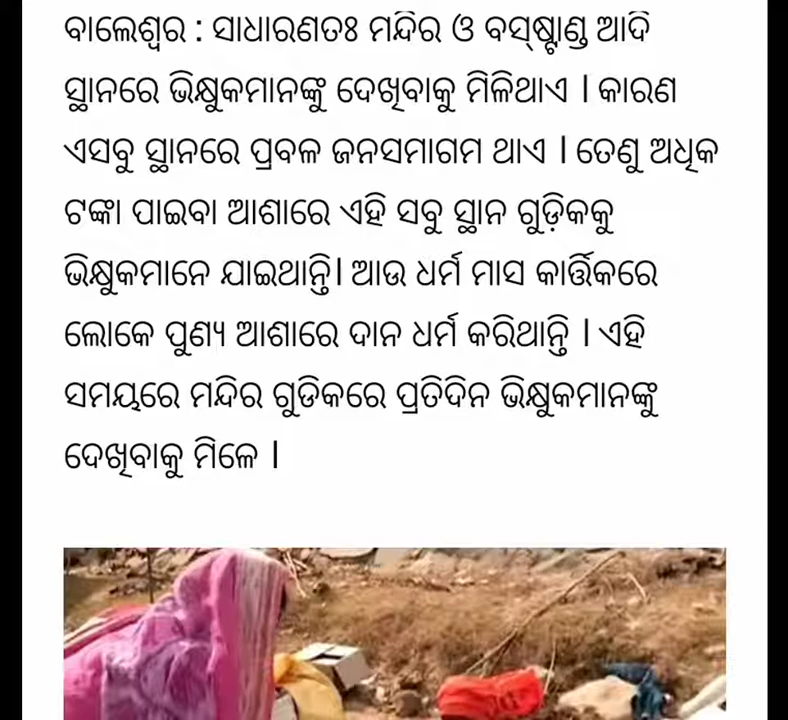 ବାଲେଶ୍ୱର : ସାଧାରଣତଃ ମନ୍ଦିର ଓ ବସ୍‌ଷ୍ଟାଣ୍ଡ ଆଦି
ସ୍ଥାନରେ ଭିକ୍ଷୁକମାନଙ୍କୁ ଦେଖିବାକୁ ମିଳିଥାଏ । କାରଣ
ଏସବୁ ସ୍ଥାନରେ ପ୍ରବଳ ଜନସମାଗମ ଥାଏ । ତେଣୁ ଅଧିକ
ଟଙ୍କା ପାଇବା ଆଶାରେ ଏହି ସବୁ ସ୍ଥାନ ଗୁଡ଼ିକକୁ
ଭିକ୍ଷୁକମାନେ ଯାଇଥାନ୍ତି। ଆଉ ଧର୍ମ ମାସ କାର୍ତ୍ତିକରେ
ଲୋକେ ପୁଣ୍ୟ ଆଶାରେ ଦାନ ଧର୍ମ କରିଥାନ୍ତି । ଏହି
ସମୟରେ ମନ୍ଦିର ଗୁଡିକରେ ପ୍ରତିଦିନ ଭିକ୍ଷୁକମାନଙ୍କୁ
ଦେଖିବାକୁ ମିଳେ ।